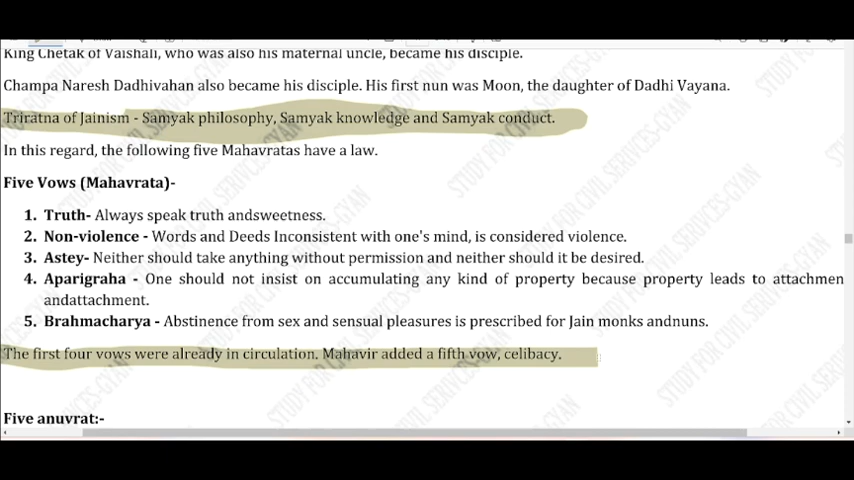 King Chetak of Vaishali, who was also his maternal uncle, became his disciple.
Champa Naresh Dadhivahan also became his disciple. His first nun was Moon, the daughter of Dadhi Vayana.
Triratna of Jainism - Samyak philosophy, Samyak knowledge and Samyak conduct.
In this regard, the following five Mahavratas have a law.
Five Vows (Mahavrata)-
1. Truth- Always speak truth andsweetness.
2. Non-violence - Words and Deeds Inconsistent with one's mind, is considered violence.
3. Astey- Neither should take anything without permission and neither should it be desired.
4. Aparigraha - One should not insist on accumulating any kind of property because property leads to attachmen
andattachment.
5. Brahmacharya - Abstinence from sex and sensual pleasures is prescribed for Jain monks andnuns.
The first four vows were already in circulation. Mahavir added a fifth vow, celibacy.
Five anuvrat:-
STUDY FOR CIVIL SERIVCES-GYAN